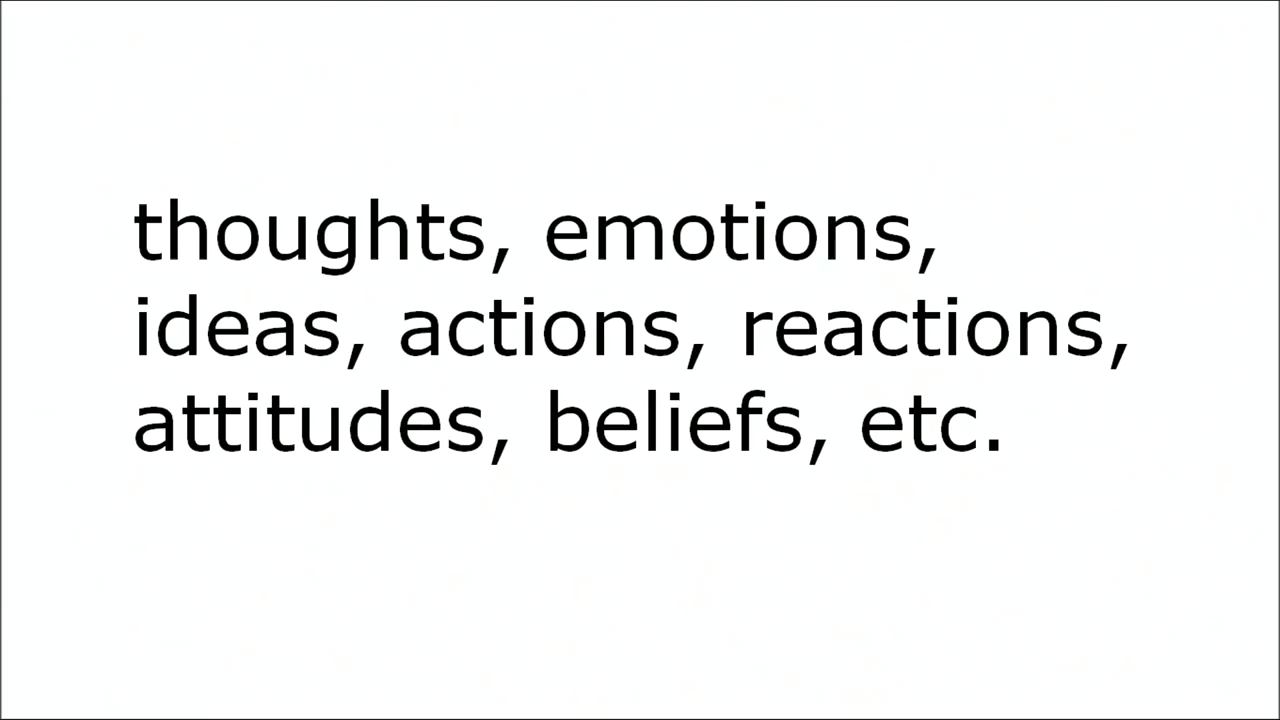 thoughts, emotions,
ideas, actions, reactions,
attitudes, beliefs, etc.